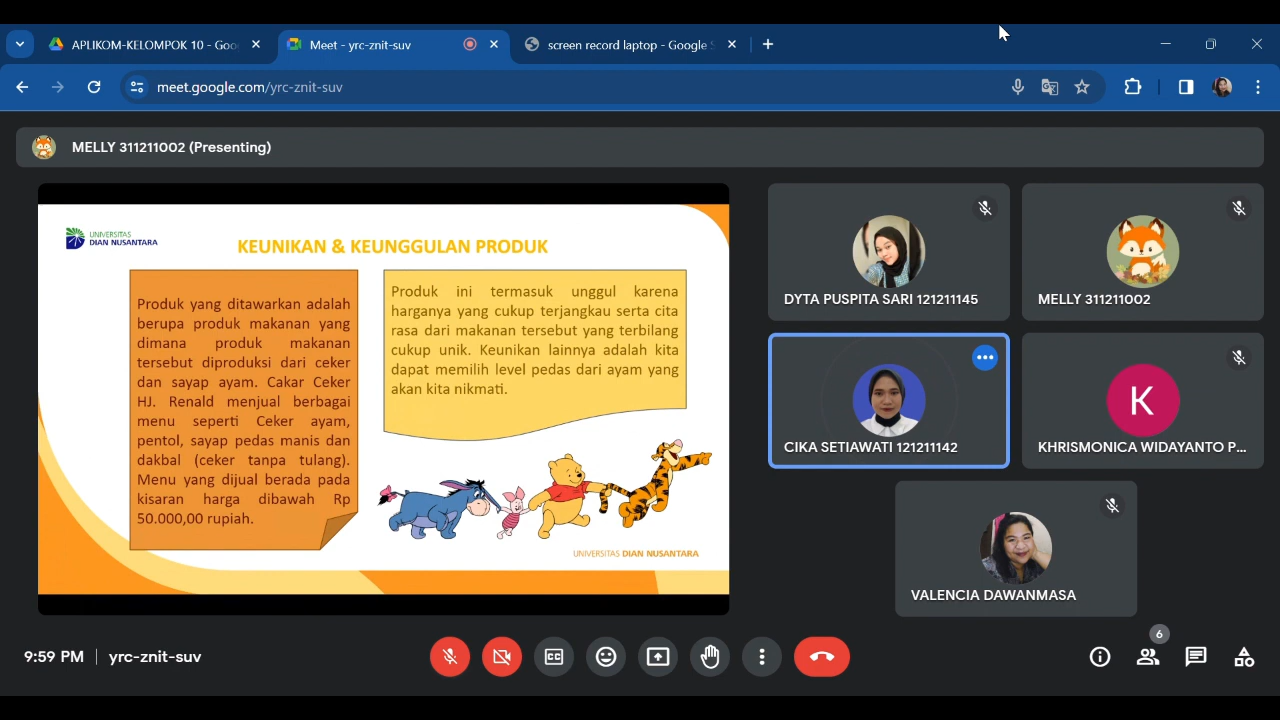 APLIKOM-KELOMPOK 10 - Goo
Meet - yrc-znit-suv
screen record laptop - Google S
meet.google.com/yrc-znit-suv
MELLY 311211002 (Presenting)
UNIVERSITAS
DIAN NUSANTARA
KEUNIKAN & KEUNGGULAN PRODUK
Produk yang ditawarkan adalah
berupa produk makanan yang
dimana produk makanan
tersebut diproduksi dari ceker
dan sayap ayam. Cakar Ceker
HJ. Renald menjual berbagai
menu seperti Ceker ayam,
pentol, sayap pedas manis dan
dakbal (ceker tanpa tulang).
Menu yang dijual berada pada
kisaran harga dibawah Rp
50.000,00 rupiah.
Produk ini termasuk unggul karena
harganya yang cukup terjangkau serta cita
rasa dari makanan tersebut yang terbilang
cukup unik. Keunikan lainnya adalah kita
dapat memilih level pedas dari ayam yang
akan kita nikmati.
UNIVERSITAS DIAN NUSANTARA
DYTA PUSPITA SARI 121211145
MELLY 311211002
CIKA SETIAWATI 121211142
K
KHRISMONICA WIDAYANTO P...
VALENCIA DAWANMASA
9:59 PM | yrc-znit-suv
CC
6